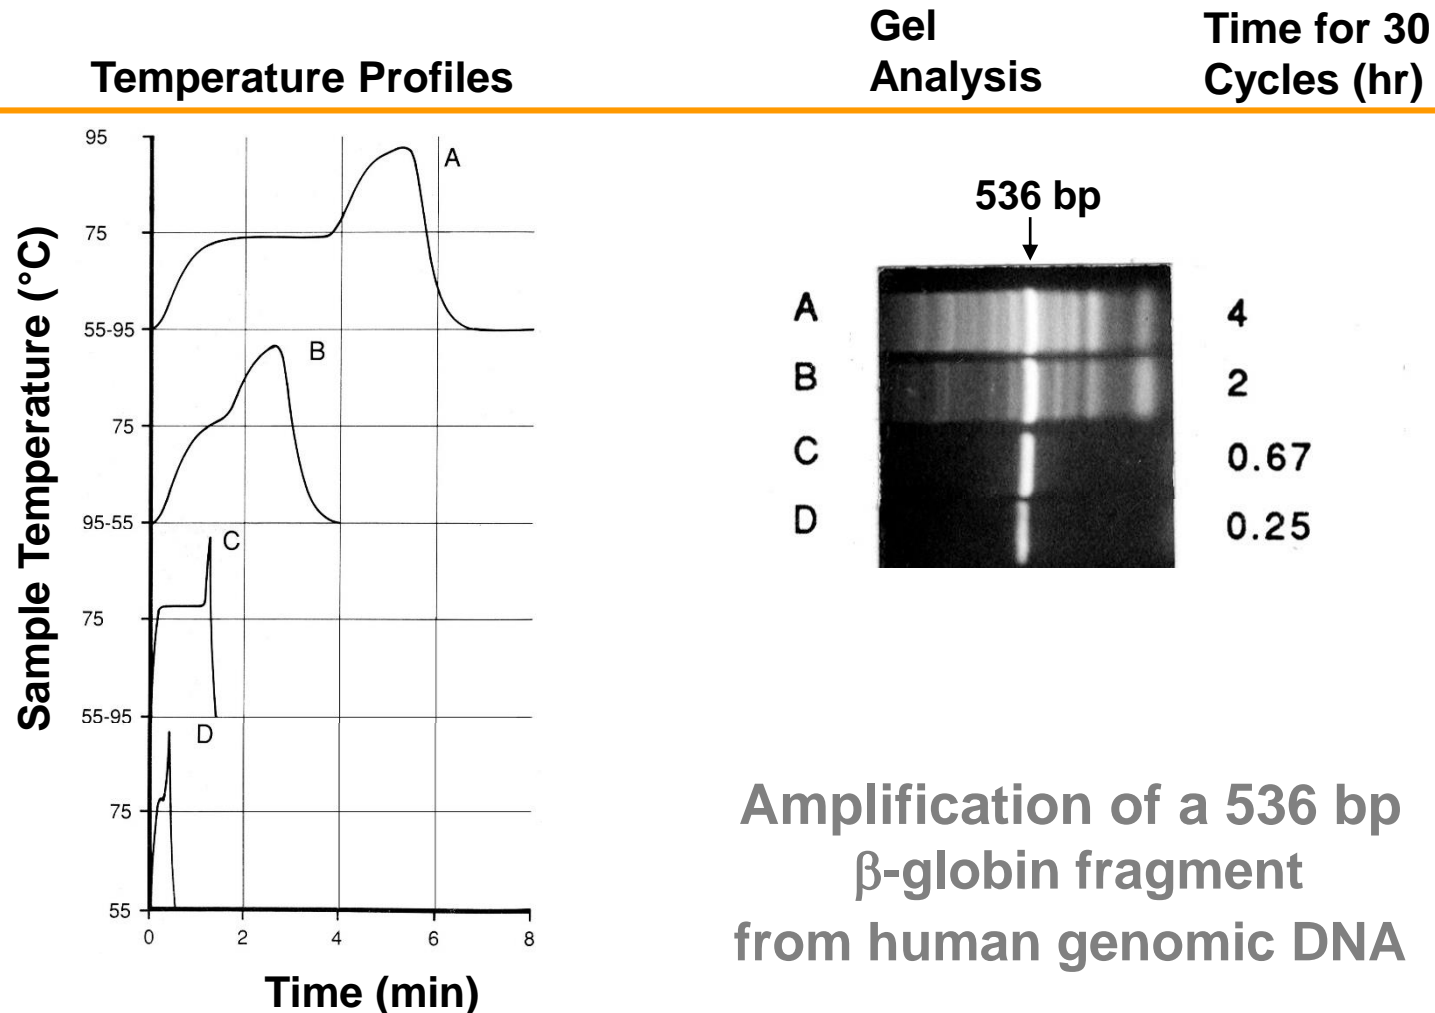 Temperature Profiles
Gel
Analysis
Time for 30
Cycles (hr)
Sample Temperature (°C)
95
75
55-95
75
95-55
75
55-95
75
55
A
B
C
D
0
2
4
6
8
Time (min)
536 bp
A
4
B
2
C
0.67
D
0.25
Amplification of a 536 bp
β-globin fragment
from human genomic DNA